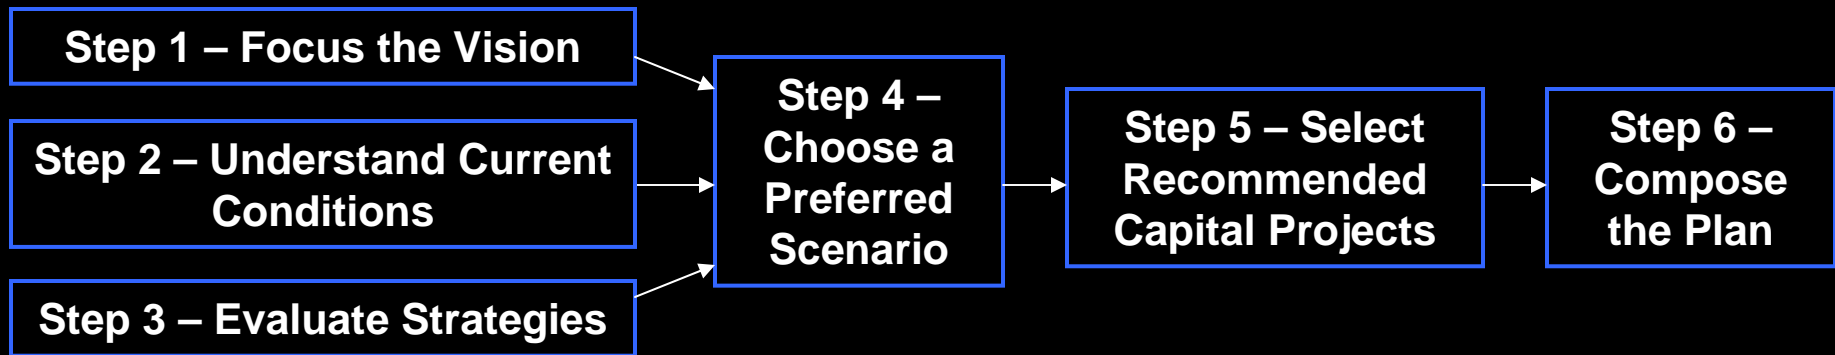 Step 1 – Focus the Vision
Step 2 – Understand Current
Conditions
Step 3 – Evaluate Strategies
Step 4 –
Choose a
Preferred
Scenario
Step 5 – Select
Recommended
Capital Projects
Step 6 –
Compose
the Plan